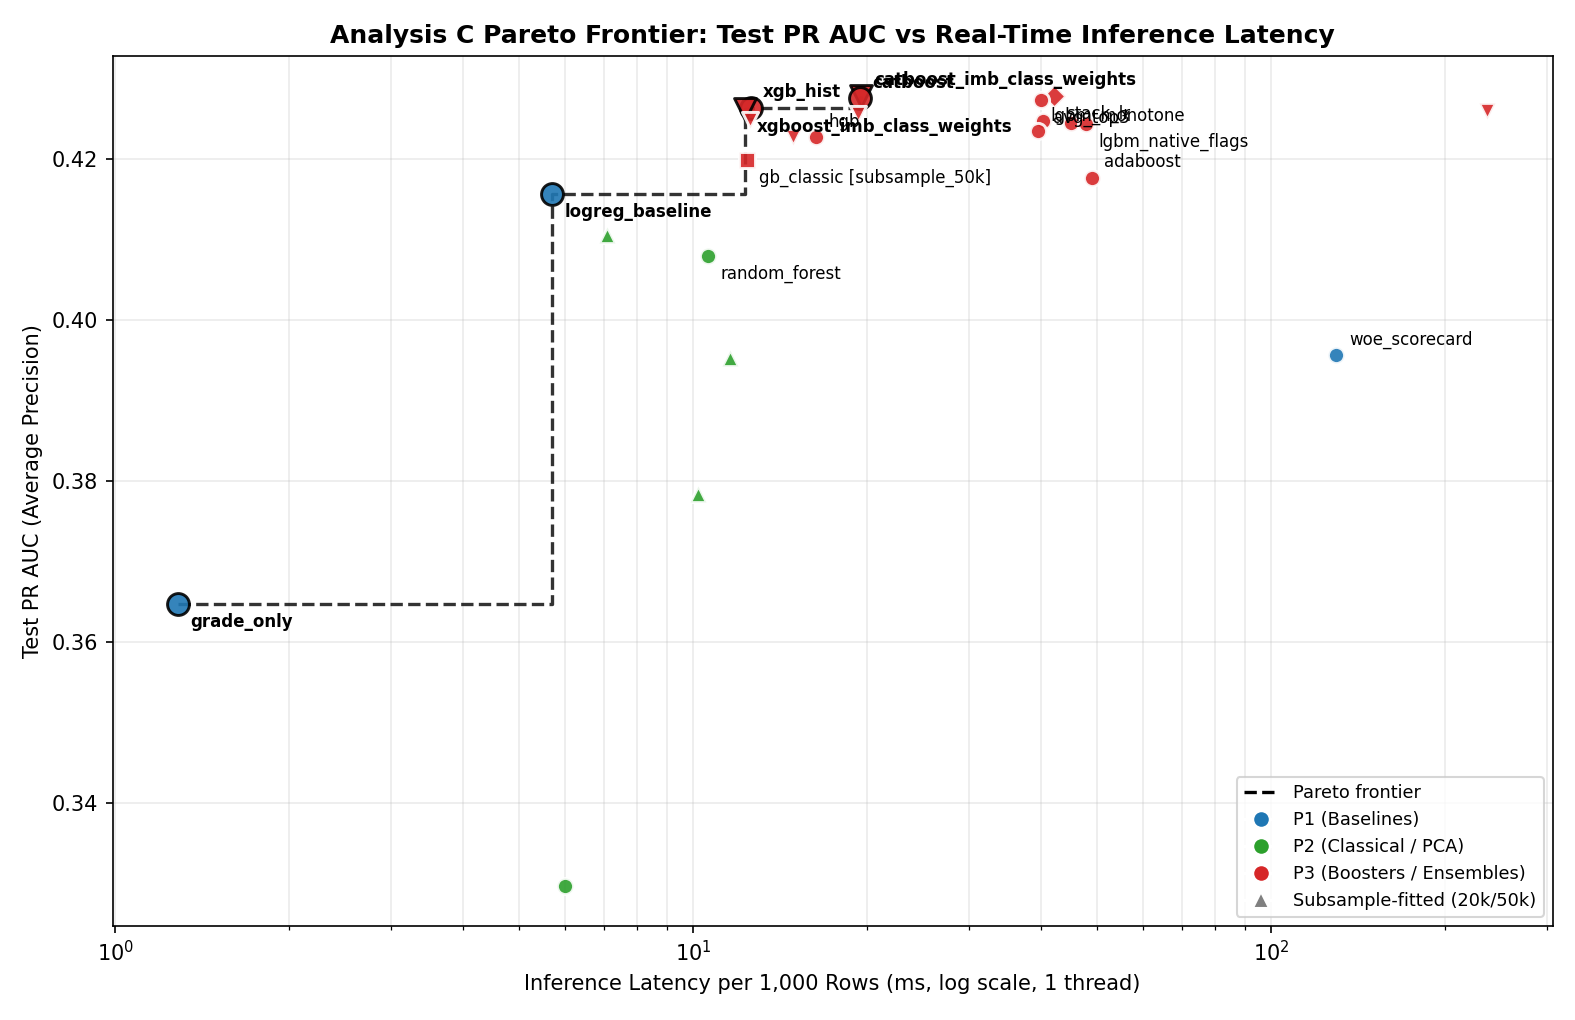 Analysis C Pareto Frontier: Test PR AUC vs Real-Time Inference Latency
catboost_imb_class_weights
catboost
xgb_hist
hgb
xgboost_imb_class_weights
lgbm_native_flags
adaboost
gb_classic [subsample_50k]
logreg_baseline
random_forest
woe_scorecard
grade_only
Test PR AUC (Average Precision)
0.42
0.40
0.38
0.36
0.34
Pareto frontier
P1 (Baselines)
P2 (Classical / PCA)
P3 (Boosters / Ensembles)
Subsample-fitted (20k/50k)
10⁰
10¹
10²
Inference Latency per 1,000 Rows (ms, log scale, 1 thread)